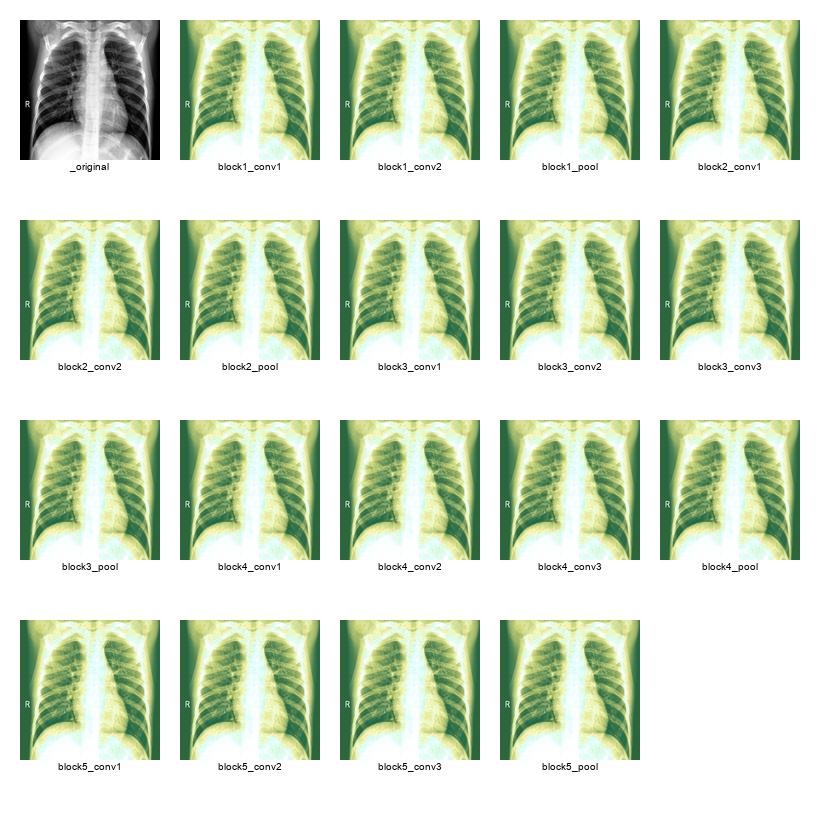 R
R
R
R
R
_original
block1_conv1
block1_conv2
block1_pool
block2_conv1
R
R
R
R
R
block2_conv2
block2_pool
block3_conv1
block3_conv2
block3_conv3
R
R
R
R
R
block3_pool
block4_conv1
block4_conv2
block4_conv3
block4_pool
R
R
R
R
block5_conv1
block5_conv2
block5_conv3
block5_pool